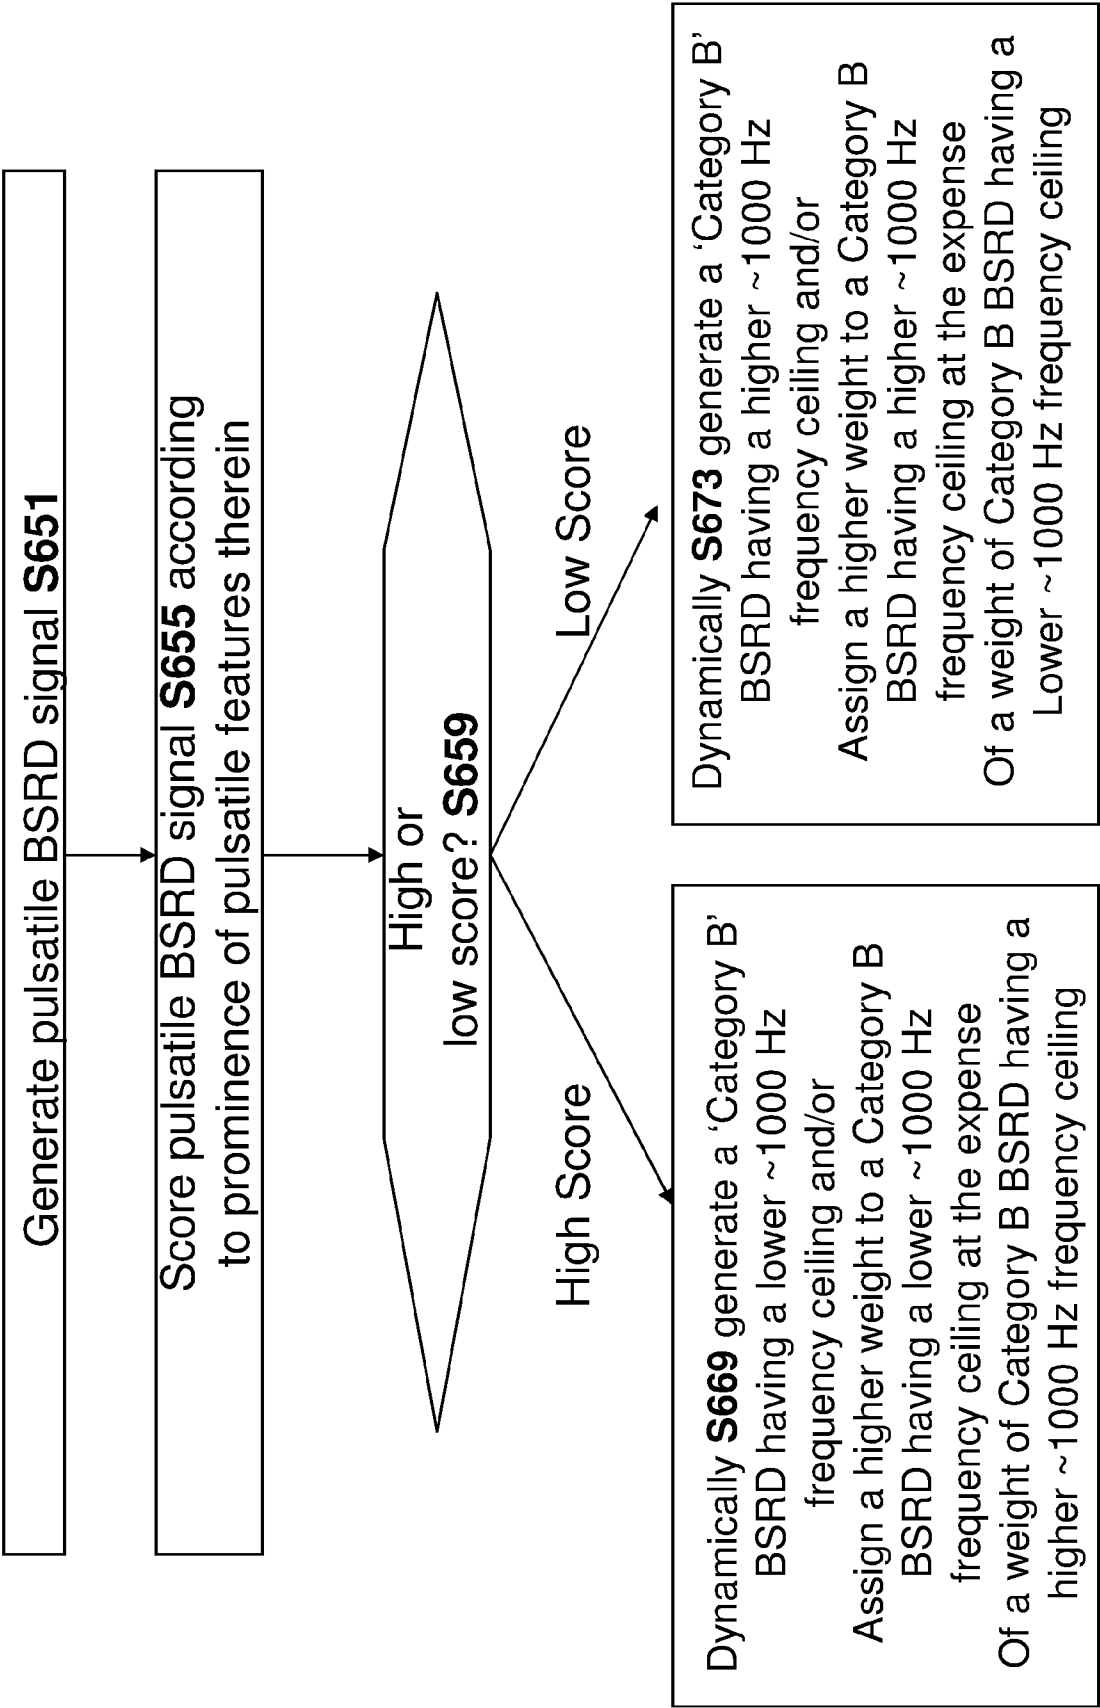 Generate pulsatile BSRD signal S651
Score pulsatile BSRD signal S655 according
to prominence of pulsatile features therein
High or
low score? S659
High Score
Low Score
Dynamically S669 generate a ‘Category B’
BSRD having a lower ~1000 Hz
frequency ceiling and/or
Assign a higher weight to a Category B
BSRD having a lower ~1000 Hz
frequency ceiling at the expense
Of a weight of Category B BSRD having a
higher ~1000 Hz frequency ceiling
Dynamically S673 generate a ‘Category B’
BSRD having a higher ~1000 Hz
frequency ceiling and/or
Assign a higher weight to a Category B
BSRD having a higher ~1000 Hz
frequency ceiling at the expense
Of a weight of Category B BSRD having a
Lower ~1000 Hz frequency ceiling